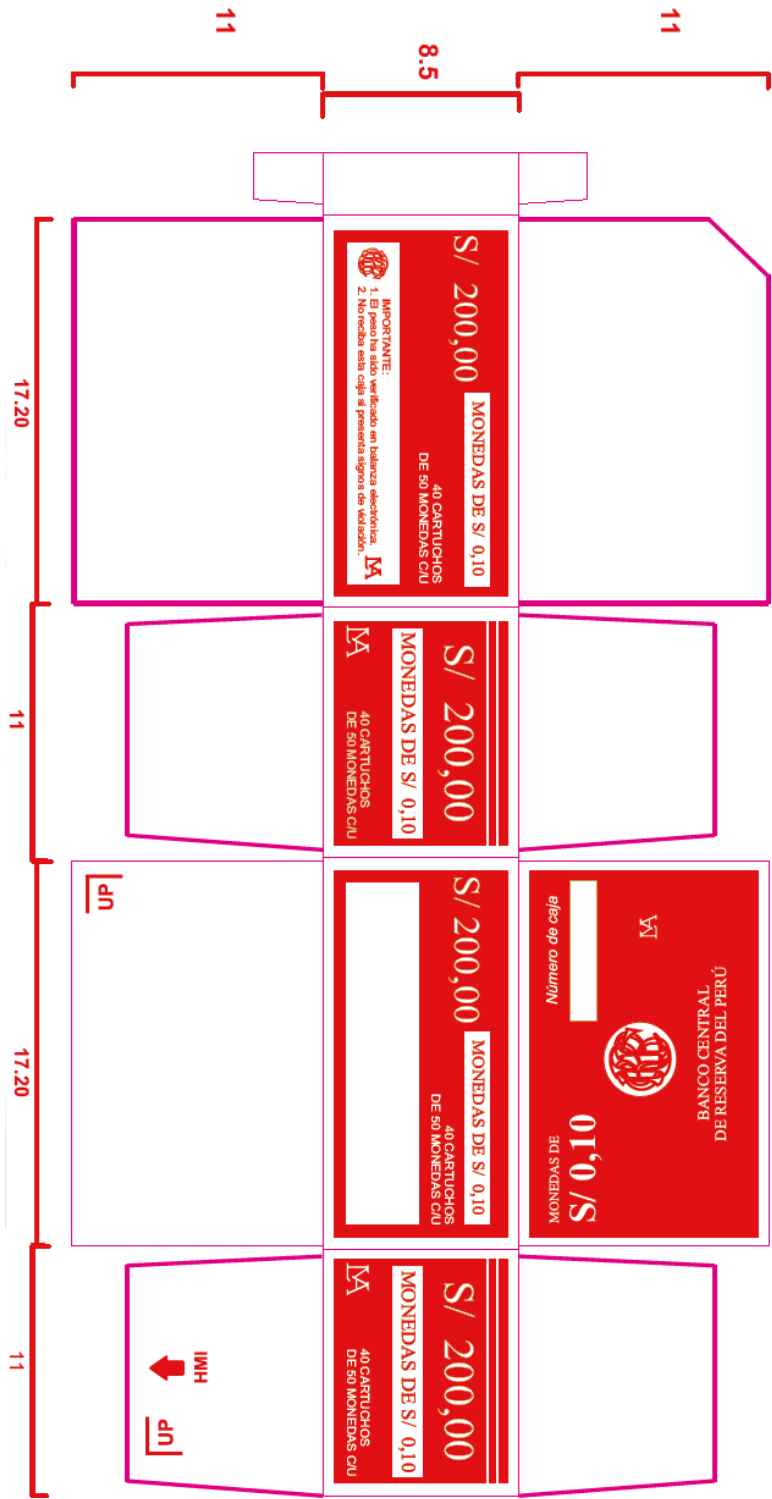 11
8.5
11
17.20
11
17.20
11
S/ 200,00
MONEDAS DE S/ 0,10
40 CARTUCHOS
DE 50 MONEDAS C/U
IMPORTANTE:
1. El peso ha sido verificado en balanza electrónica.
2. No reciba esta caja si presenta signos de violación.
S/ 200,00
MONEDAS DE S/ 0,10
40 CARTUCHOS
DE 50 MONEDAS C/U
BANCO CENTRAL
DE RESERVA DEL PERÚ
Número de caja
MONEDAS DE
S/ 0,10
S/ 200,00
MONEDAS DE S/ 0,10
40 CARTUCHOS
DE 50 MONEDAS C/U
UP
S/ 200,00
MONEDAS DE S/ 0,10
40 CARTUCHOS
DE 50 MONEDAS C/U
HMI
UP